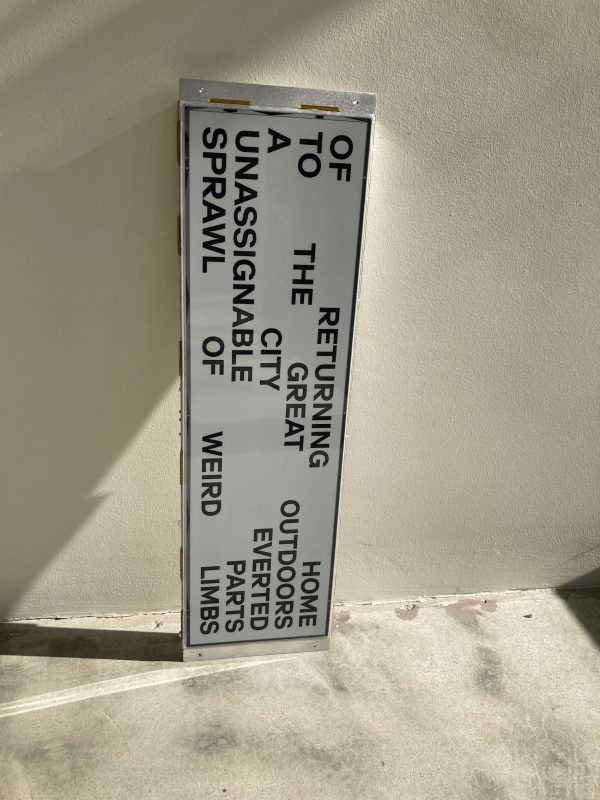 OF RETURNING HOME
TO THE GREAT OUTDOORS
A CITY EVERTED
UNASSIGNABLE PARTS
SPRAWL OF WEIRD LIMBS